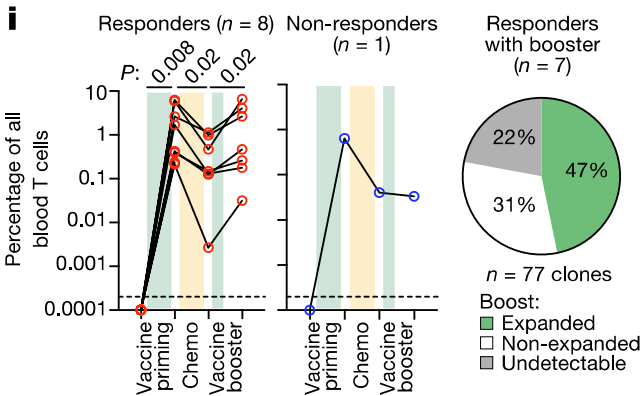 i
Responders (n = 8)
P: 0.008 0.02 0.02
Percentage of all
blood T cells
10
1
0.1
0.01
0.001
0.0001
Vaccine
priming
Chemo
Vaccine
booster
Non-responders
(n = 1)
Vaccine
priming
Chemo
Vaccine
booster
Responders
with booster
(n = 7)
22%
47%
31%
n = 77 clones
Boost:
Expanded
Non-expanded
Undetectable